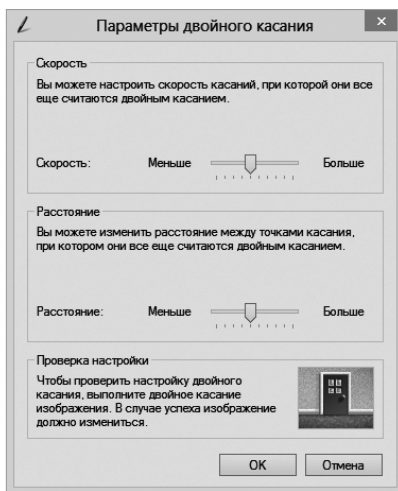 Параметры двойного касания
Скорость
Вы можете настроить скорость касаний, при которой они все
еще считаются двойным касанием.
Скорость: Меньше Больше
Расстояние
Вы можете изменить расстояние между точками касания,
при котором они все еще считаются двойным касанием.
Расстояние: Меньше Больше
Проверка настройки
Чтобы проверить настройку двойного
касания, выполните двойное касание
изображения. В случае успеха изображение
должно измениться.
OK Отмена